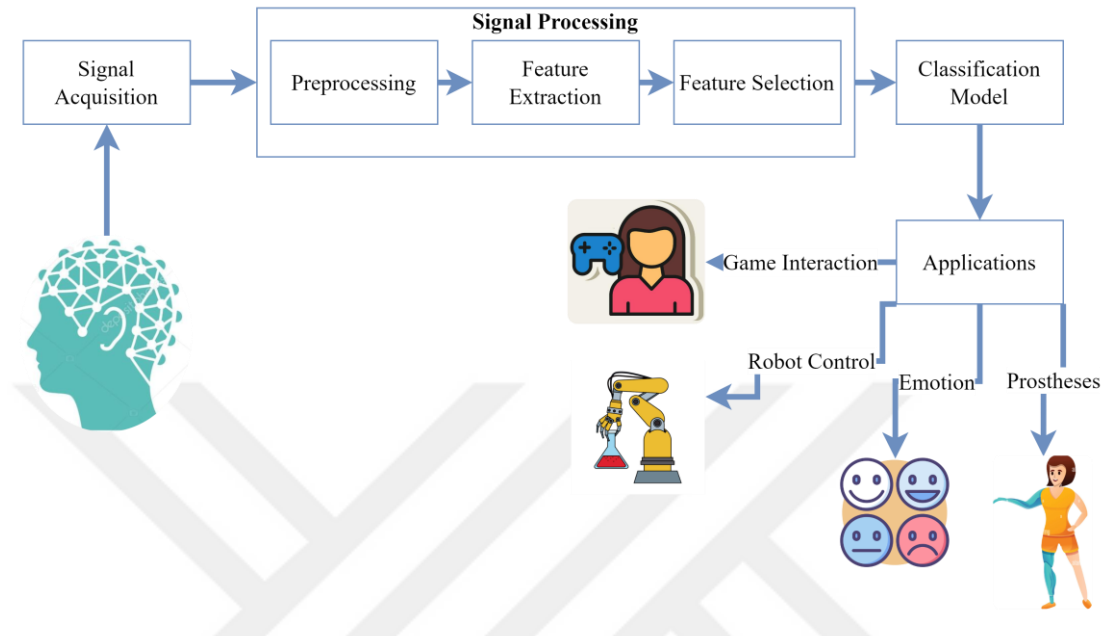 Signal Processing
Signal
Acquisition
Preprocessing
Feature
Extraction
Feature Selection
Classification
Model
Game Interaction
Applications
Robot Control
Emotion
Prostheses